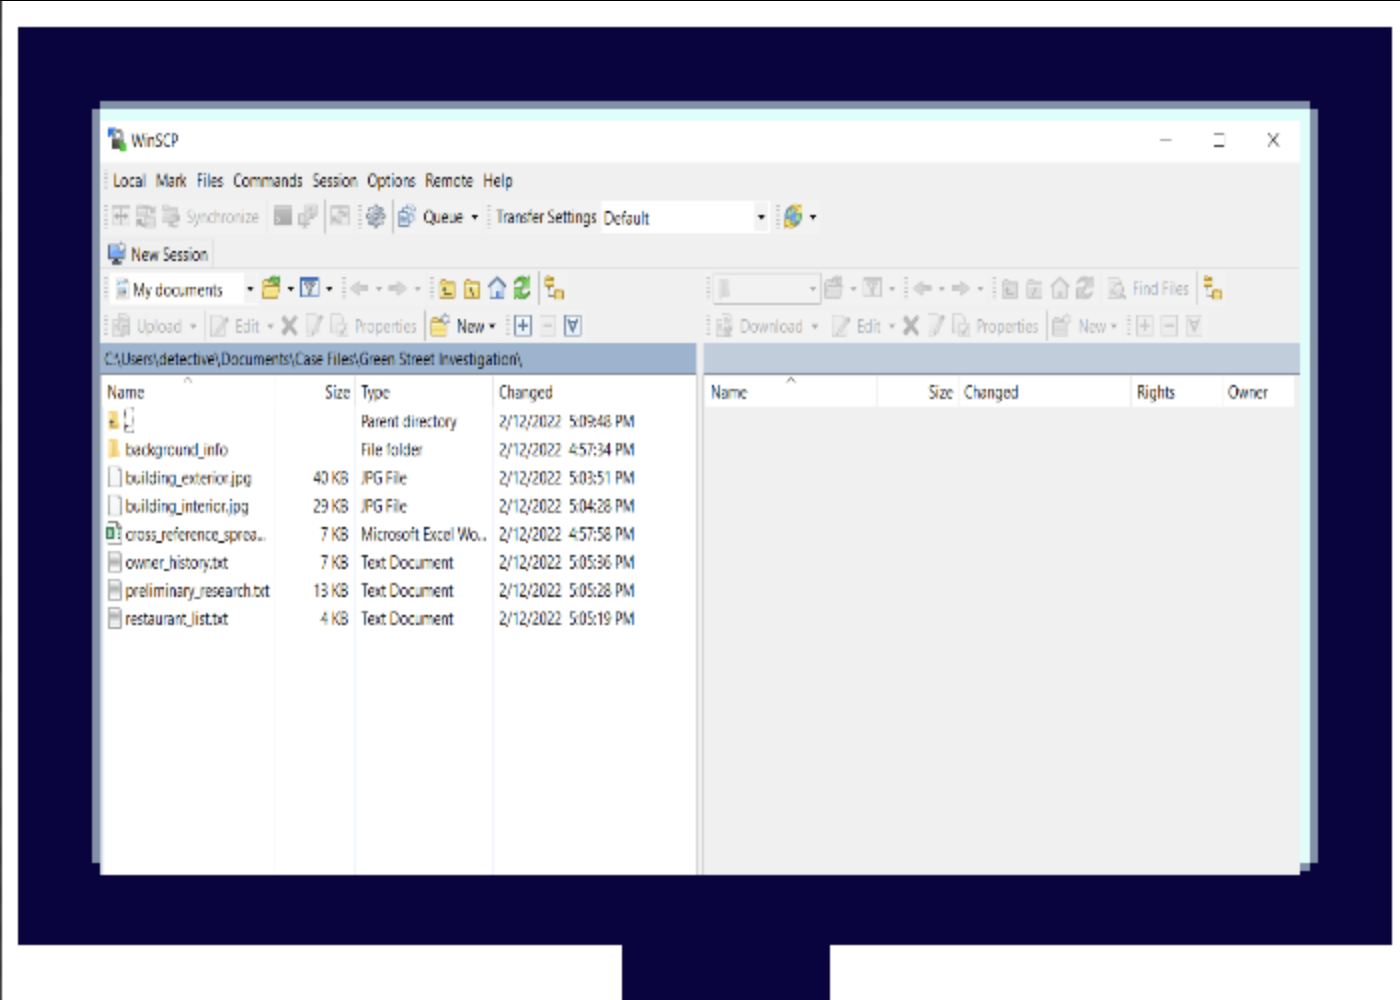 WinSCP
Local Mark Files Commands Session Options Remote Help
Synchronize Queue Transfer Settings Default
New Session
My documents Find Files
Upload Edit Properties New Download Edit Properties New
C:\Users\detective\Documents\Case Files\Green Street Investigation\
Name Size Type Changed Name Size Changed Rights Owner
Parent directory 2/12/2022 5:09:48 PM
background_info File folder 2/12/2022 4:57:34 PM
building_exterior.jpg 40 KB JPG File 2/12/2022 5:03:51 PM
building_interior.jpg 29 KB JPG File 2/12/2022 5:04:28 PM
cross_reference_sprea... 7 KB Microsoft Excel Wo... 2/12/2022 4:57:58 PM
owner_history.txt 7 KB Text Document 2/12/2022 5:05:36 PM
preliminary_research.txt 13 KB Text Document 2/12/2022 5:05:28 PM
restaurant_list.txt 4 KB Text Document 2/12/2022 5:05:19 PM